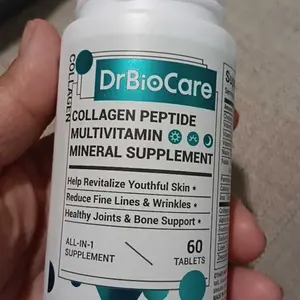 COLLAGEN
DrBioCare
COLLAGEN PEPTIDE
MULTIVITAMIN
MINERAL SUPPLEMENT
Help Revitalize Youthful Skin *
Reduce Fine Lines & Wrinkles *
Healthy Joints & Bone Support *
ALL-IN-1
SUPPLEMENT
60
TABLETS